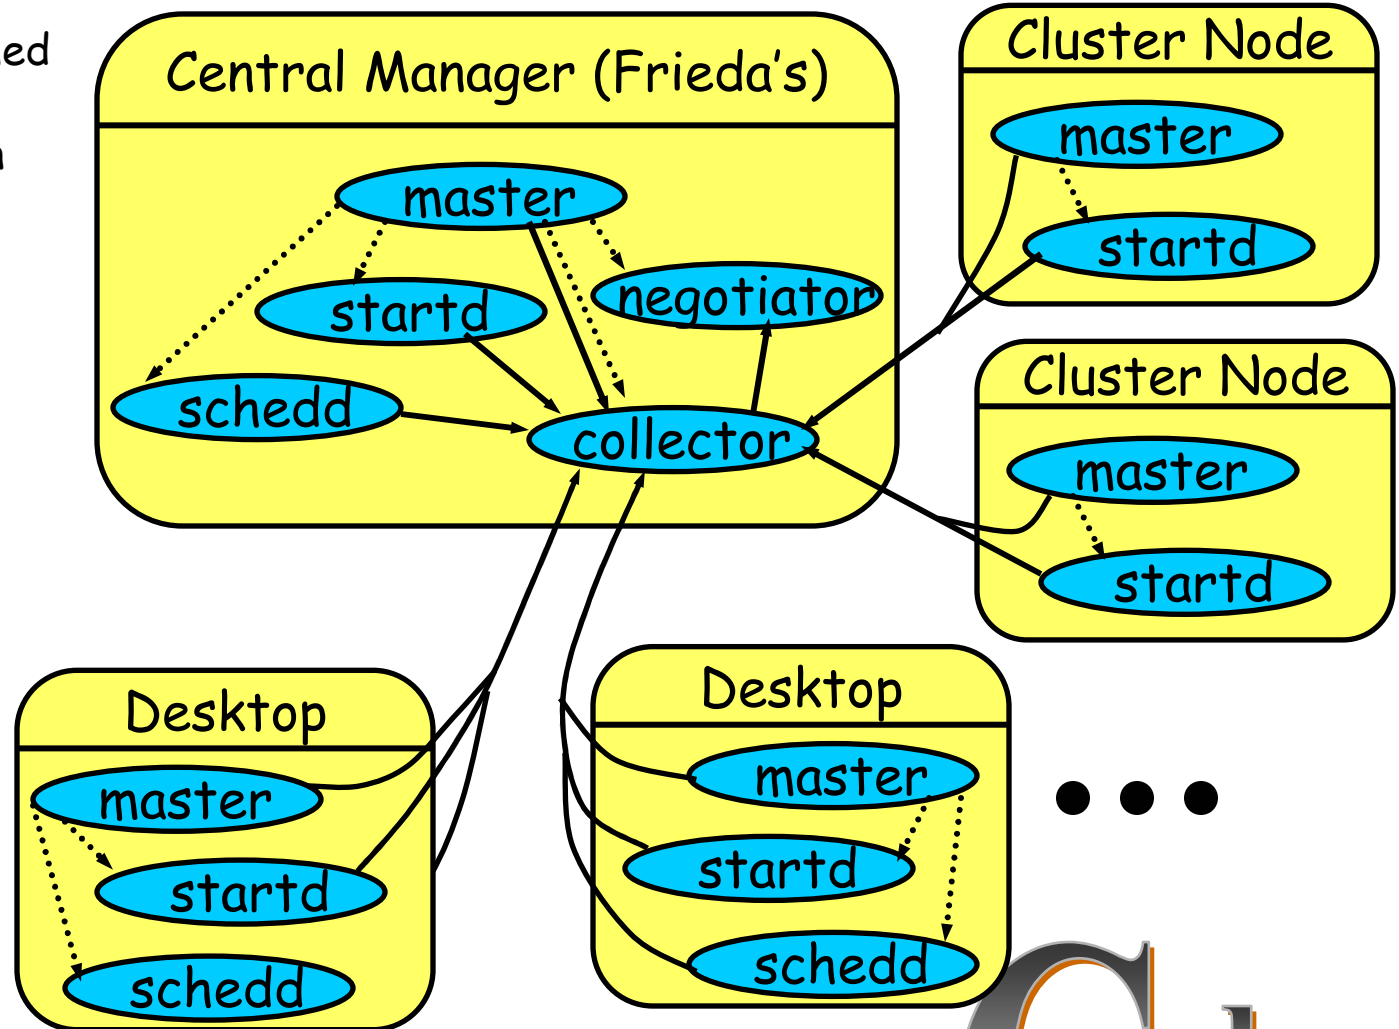 Central Manager (Frieda's)
master
startd
negotiator
schedd
collector
Cluster Node
master
startd
Cluster Node
master
startd
Desktop
master
startd
schedd
Desktop
master
startd
schedd